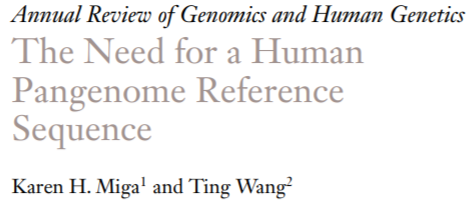 Annual Review of Genomics and Human Genetics
The Need for a Human
Pangenome Reference
Sequence
Karen H. Miga¹ and Ting Wang²